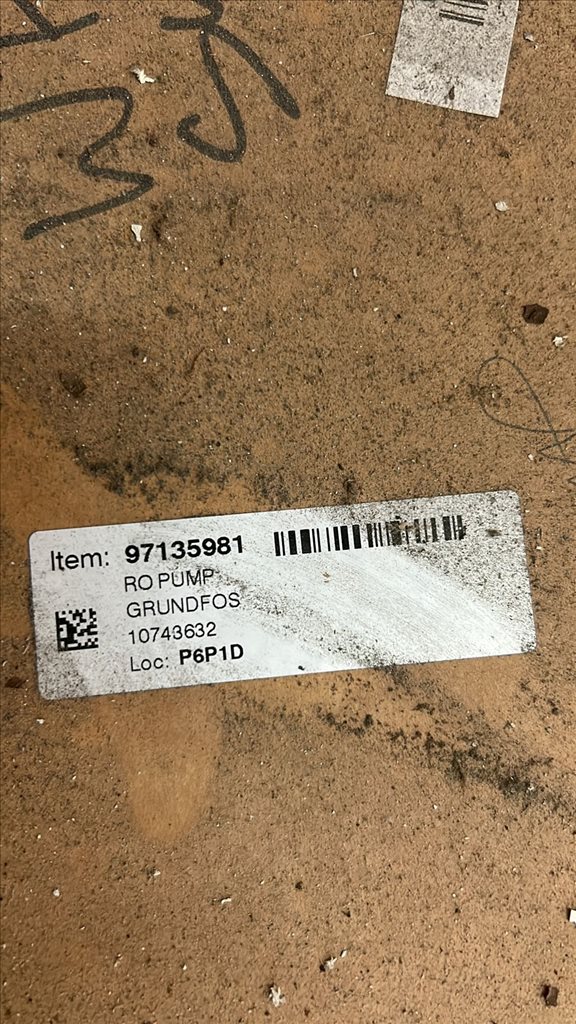 Item: 97135981
RO PUMP
GRUNDFOS
10743632
Loc: P6P1D